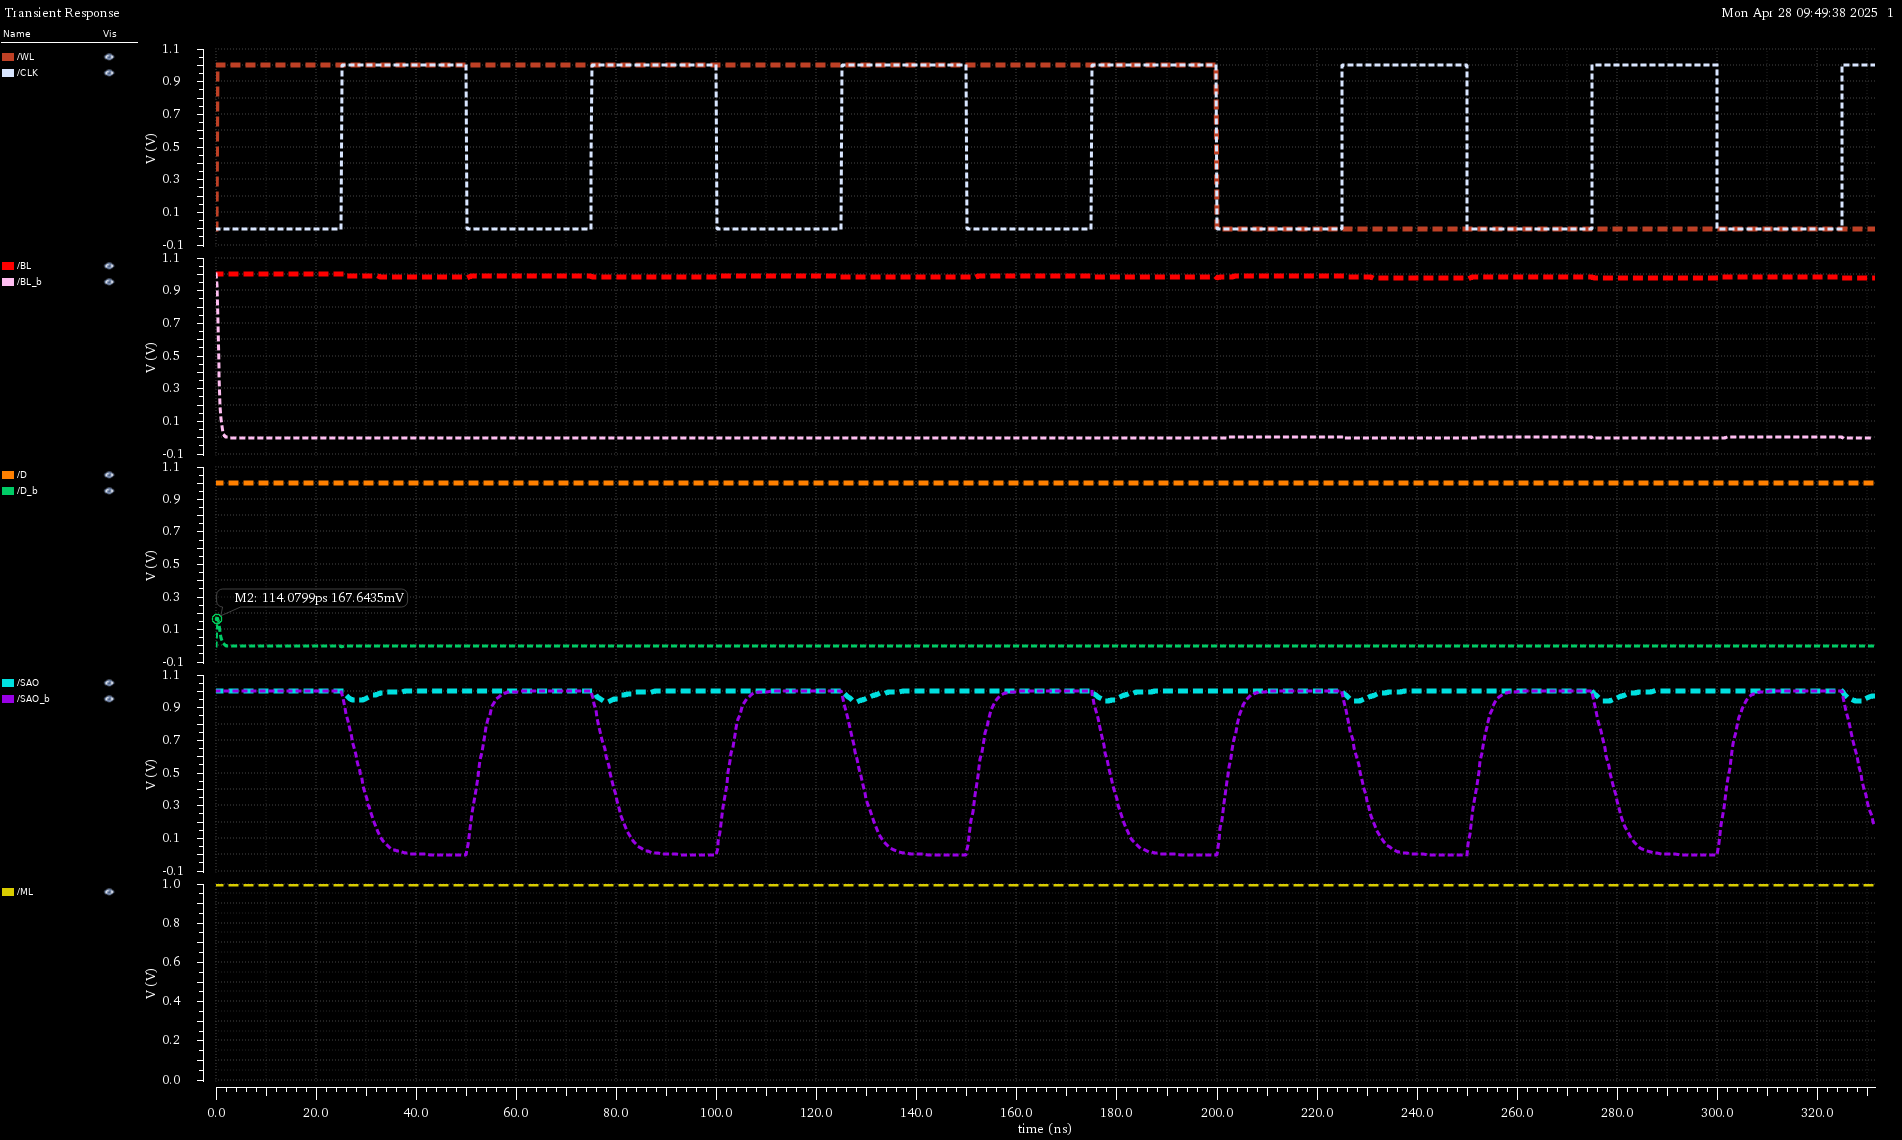 Transient Response
Mon Apr 28 09:49:38 2025 1
Name Vis
/WL
/CLK
1.1
0.9
0.7
0.5
0.3
0.1
-0.1
V (V)
/BL
/BL_b
1.1
0.9
0.7
0.5
0.3
0.1
-0.1
V (V)
/D
/D_b
1.1
0.9
0.7
0.5
0.3
0.1
-0.1
V (V)
M2: 114.0799ps 167.6435mV
/SAO
/SAO_b
1.1
0.9
0.7
0.5
0.3
0.1
-0.1
V (V)
/ML
1.0
0.8
0.6
0.4
0.2
0.0
V (V)
0.0 20.0 40.0 60.0 80.0 100.0 120.0 140.0 160.0 180.0 200.0 220.0 240.0 260.0 280.0 300.0 320.0
time (ns)